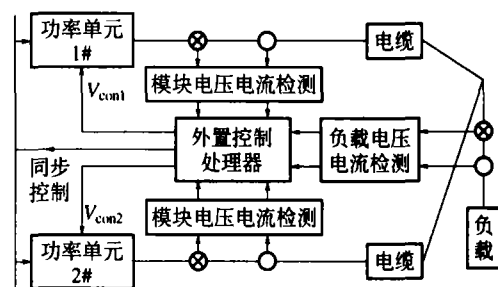 功率单元
1#
电缆
模块电压电流检测
Vcon1
外置控制
处理器
负载电压
电流检测
同步
控制
Vcon2
模块电压电流检测
功率单元
2#
电缆
负
载